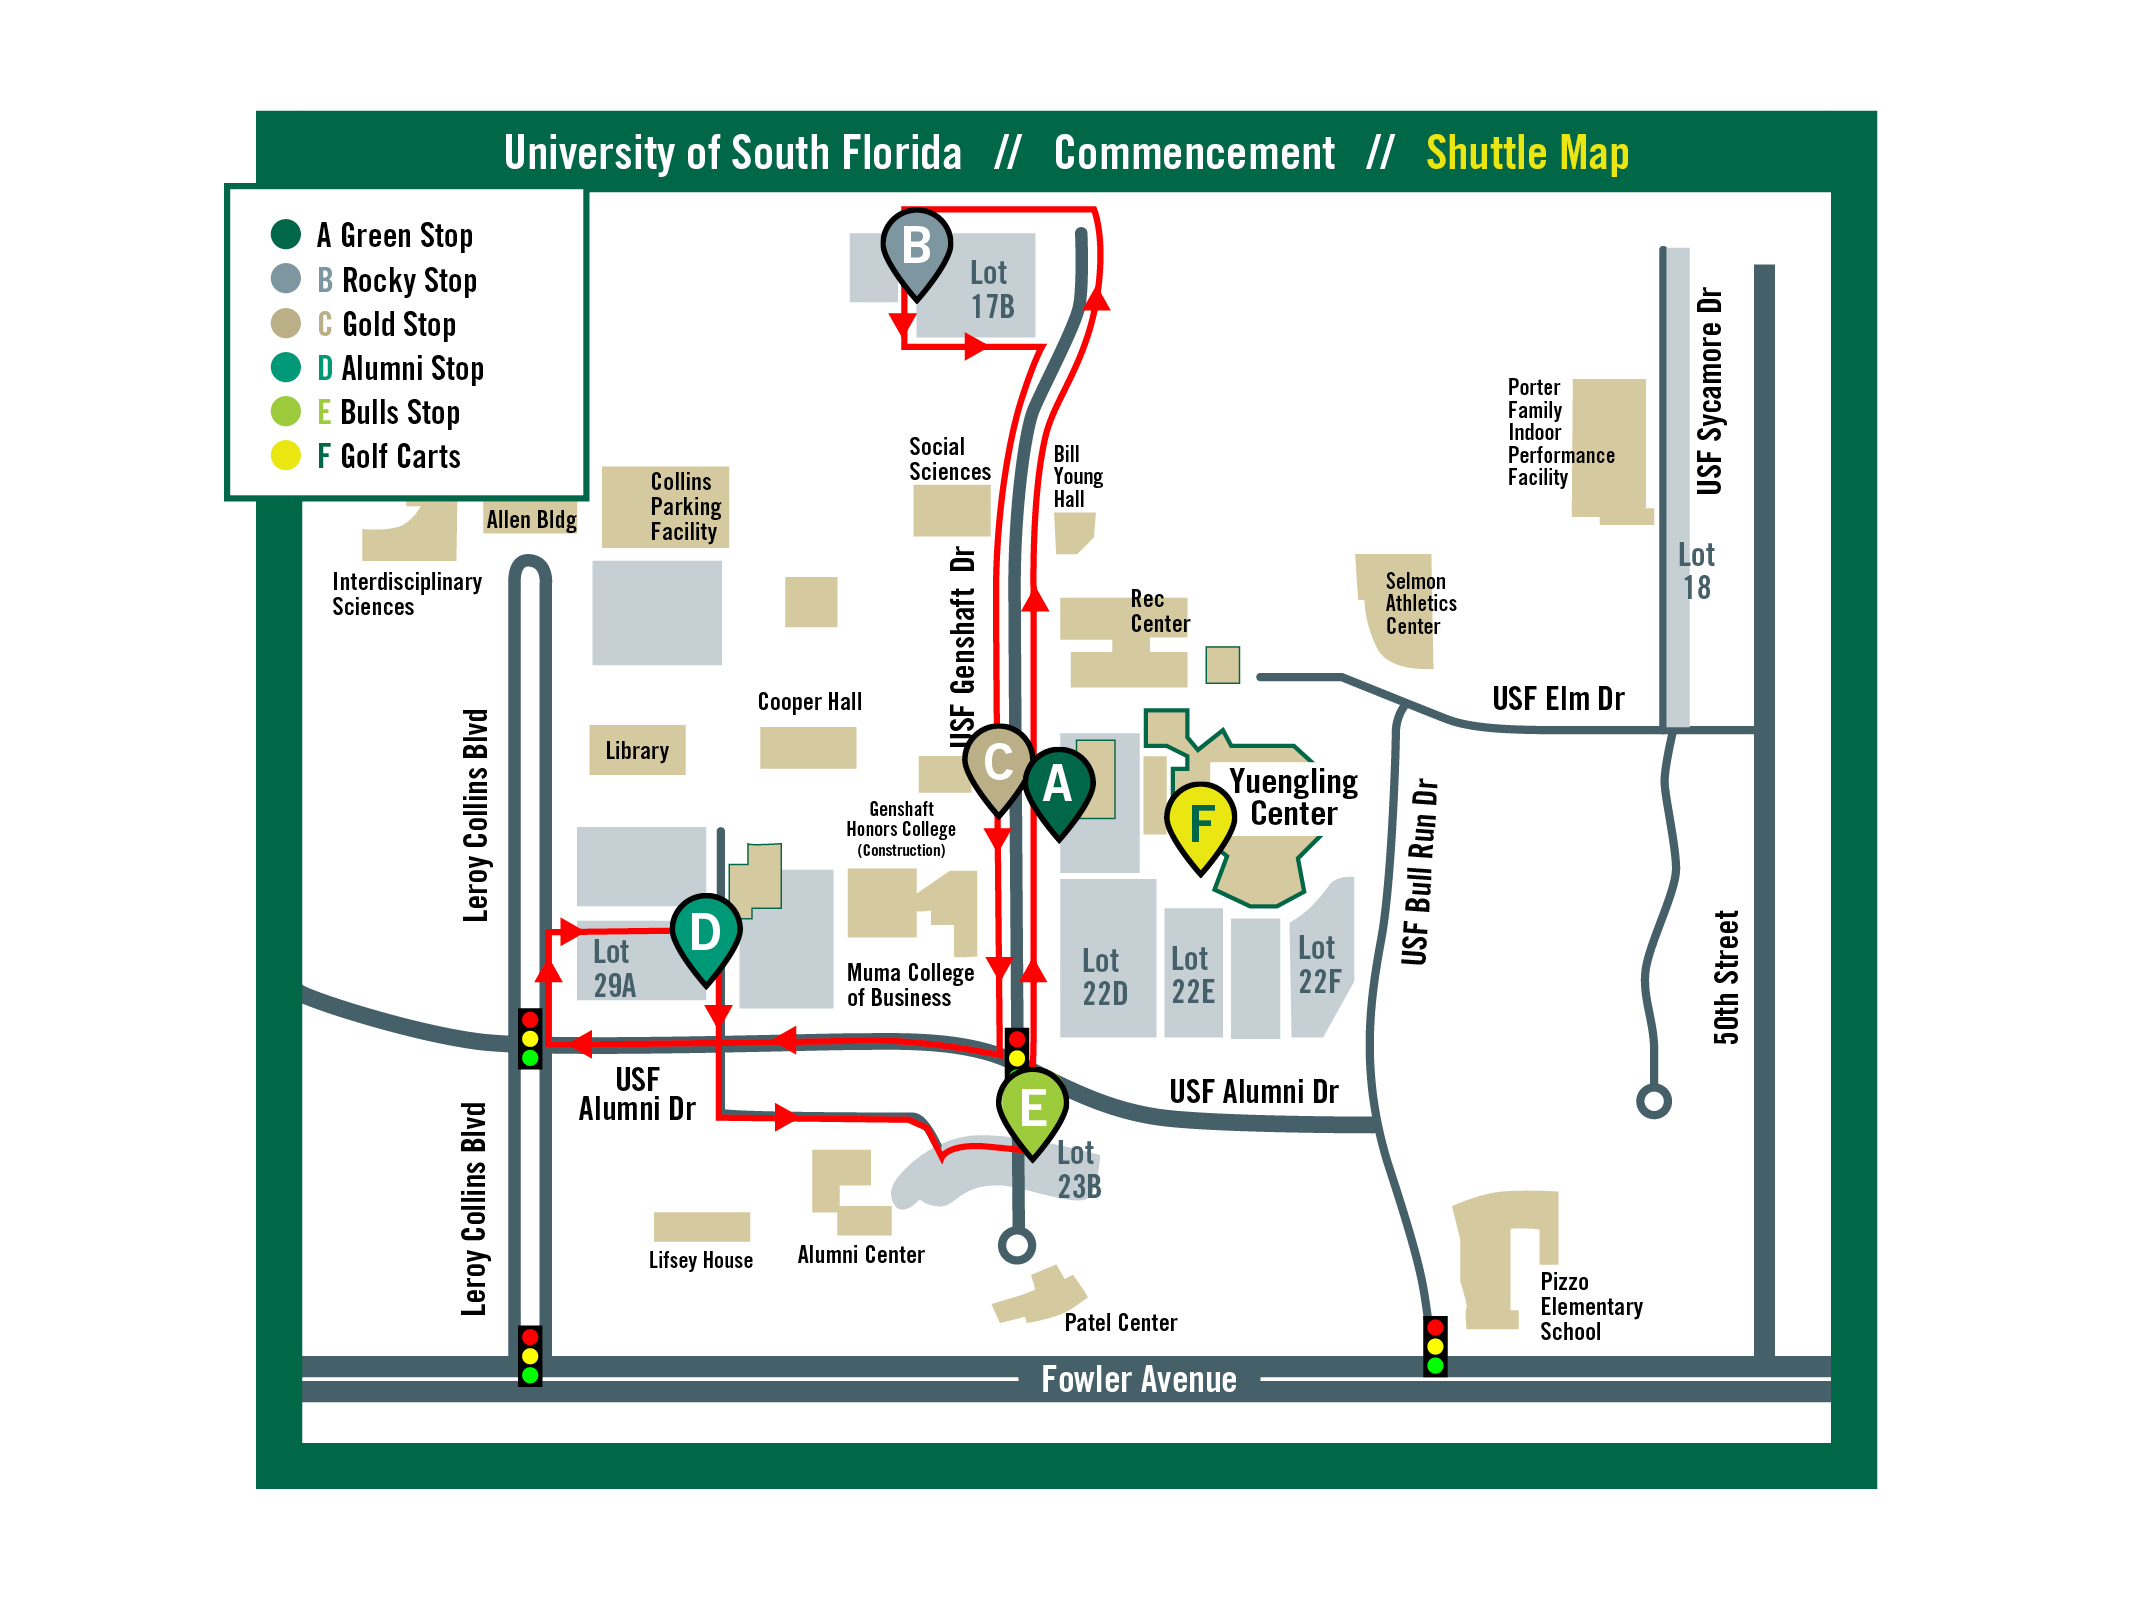 University of South Florida // Commencement // Shuttle Map
A Green Stop
B Rocky Stop
C Gold Stop
D Alumni Stop
E Bulls Stop
F Golf Carts
B
Lot
17B
USF Sycamore Dr
Porter
Family
Indoor
Performance
Facility
Social
Sciences
Bill
Young
Hall
Collins
Parking
Facility
Allen Bldg
Interdisciplinary
Sciences
USF Genshaft Dr
Rec
Center
Selmon
Athletics
Center
Lot
18
USF Elm Dr
Cooper Hall
Library
Leroy Collins Blvd
C
A
F
Yuengling
Center
USF Bull Run Dr
Genshaft
Honors College
(Construction)
D
Lot
29A
Muma College
of Business
Lot
22D
Lot
22E
Lot
22F
50th Street
USF
Alumni Dr
E
USF Alumni Dr
Lot
23B
Leroy Collins Blvd
Lifsey House
Alumni Center
Patel Center
Pizzo
Elementary
School
Fowler Avenue